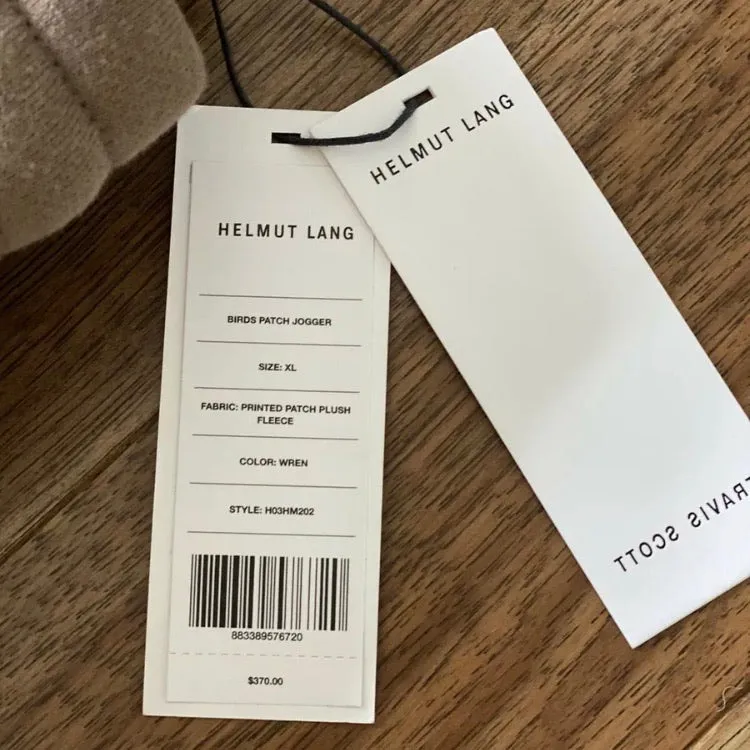 HELMUT LANG
BIRDS PATCH JOGGER
SIZE: XL
FABRIC: PRINTED PATCH PLUSH
FLEECE
COLOR: WREN
STYLE: H03HM202
883389576720
$370.00
HELMUT LANG
TRAVIS SCOTT